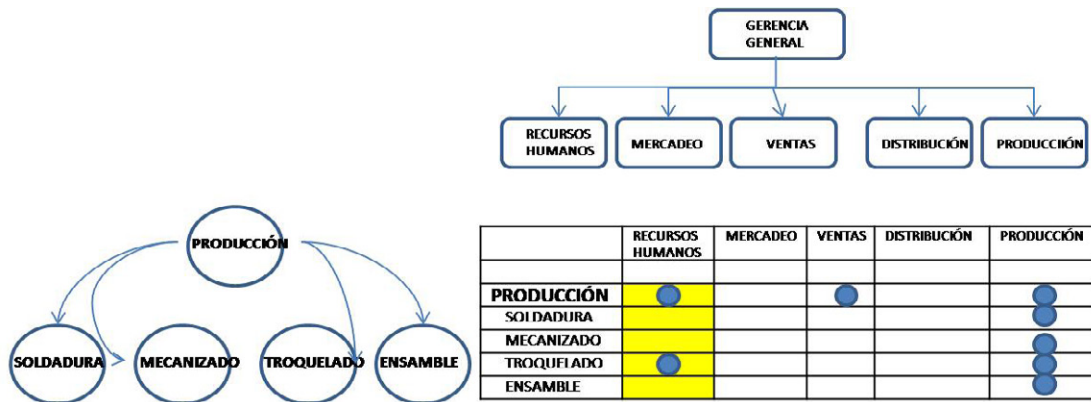 GERENCIA
GENERAL
RECURSOS
HUMANOS
MERCADEO
VENTAS
DISTRIBUCIÓN
PRODUCCIIÓN
PRODUCCIÓN
SOLDADURA
MECANIZADO
TROQUELADO
ENSAMBLE
RECURSOS
HUMANOS
MERCADEO
VENTAS
DISTRIBUCIÓN
PRODUCCIÓN
PRODUCCIÓN
SOLDADURA
MECANIZADO
TROQUELADO
ENSAMBLE